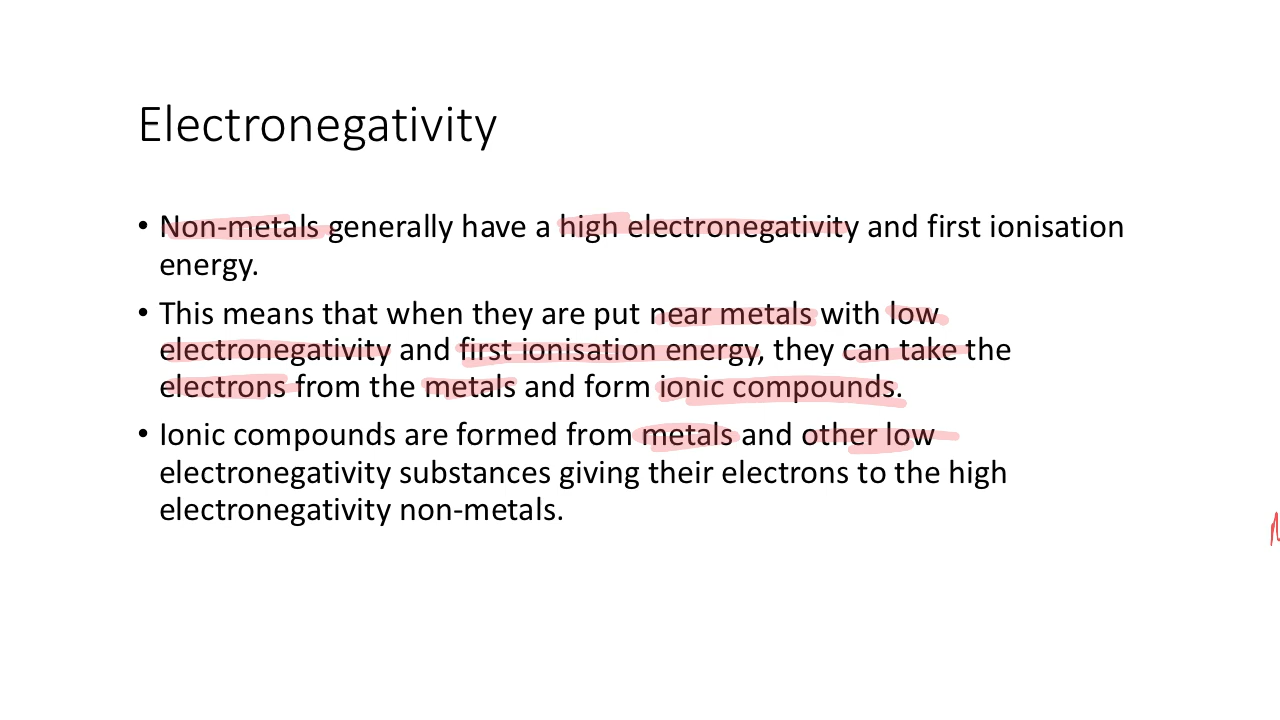 Electronegativity
• Non-metals generally have a high electronegativity and first ionisation
energy.
• This means that when they are put near metals with low
electronegativity and first ionisation energy, they can take the
electrons from the metals and form ionic compounds.
• Ionic compounds are formed from metals and other low
electronegativity substances giving their electrons to the high
electronegativity non-metals.